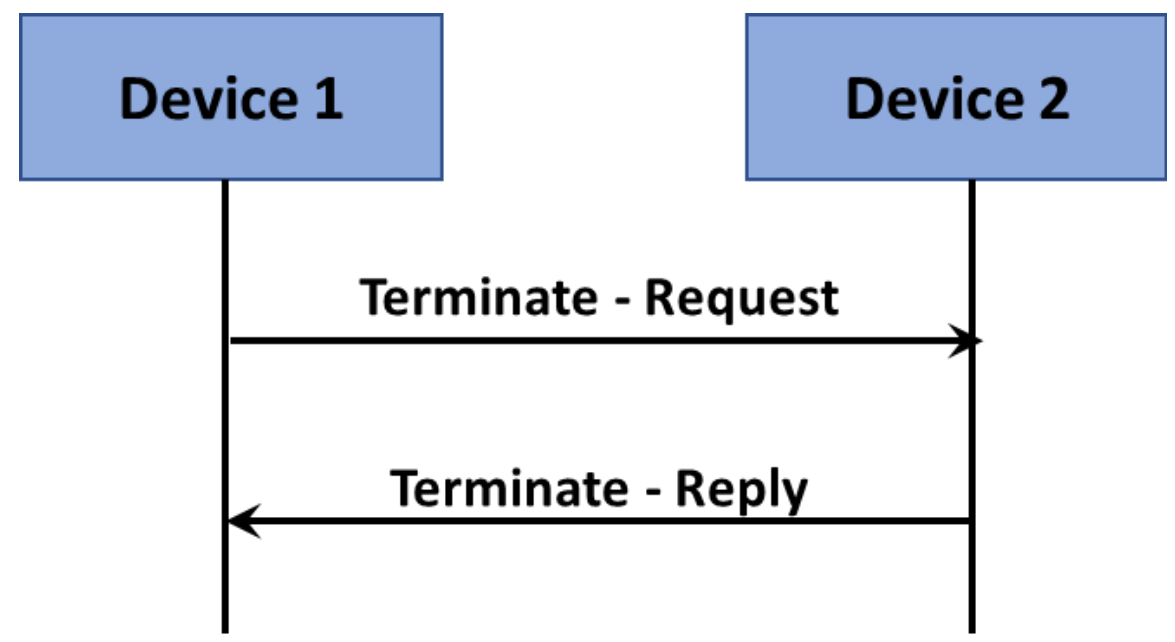 Device 1
Device 2
Terminate - Request
Terminate - Reply